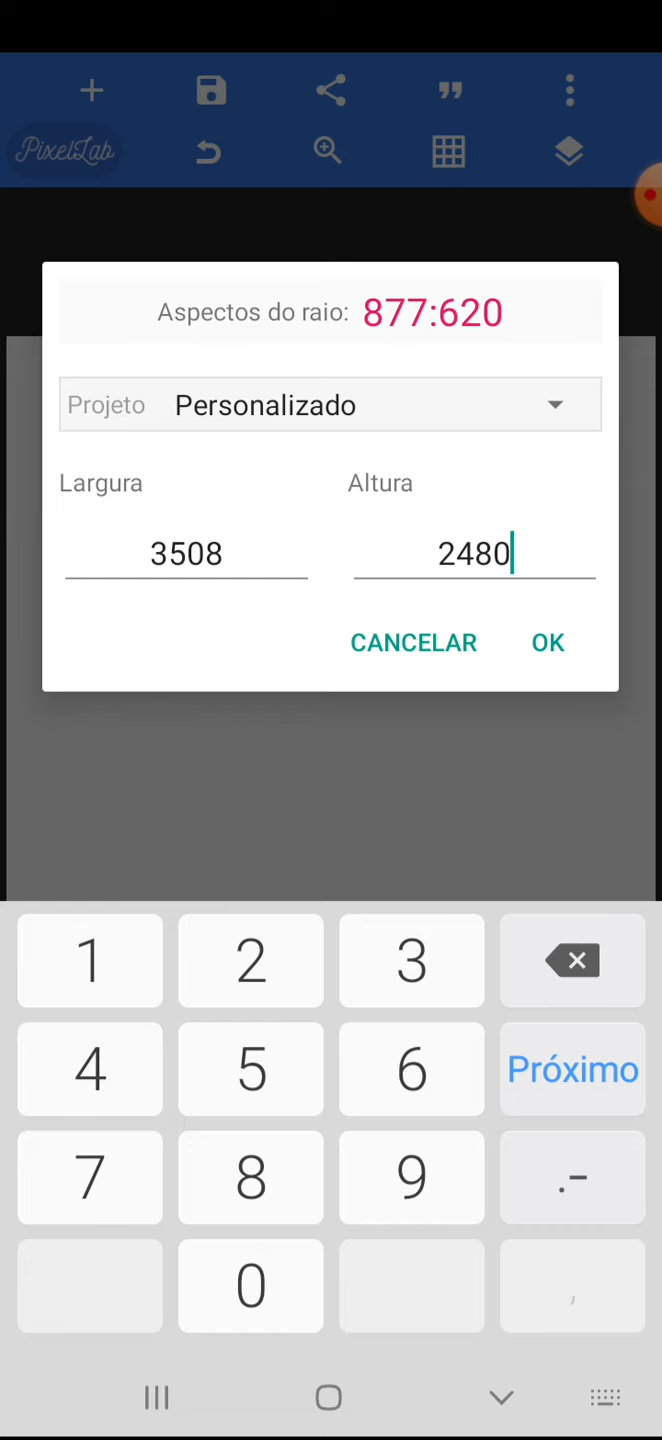 PixelLab
Aspectos do raio: 877:620
Projeto Personalizado
Largura Altura
3508 2480
CANCELAR OK
1 2 3
4 5 6 Próximo
7 8 9 .-
0 ,